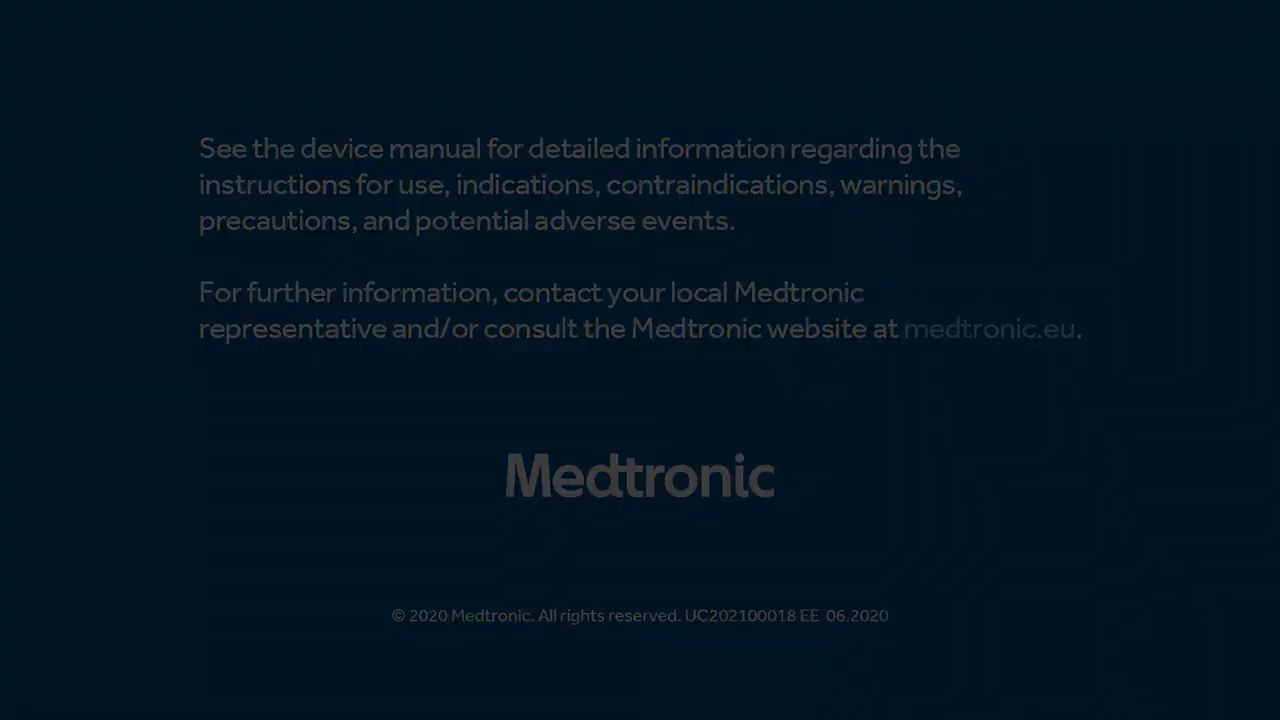 See the device manual for detailed information regarding the
instructions for use, indications, contraindications, warnings,
precautions, and potential adverse events.
For further information, contact your local Medtronic
representative and/or consult the Medtronic website at medtronic.eu.
Medtronic
© 2020 Medtronic. All rights reserved. UC202100018 EE 06.2020